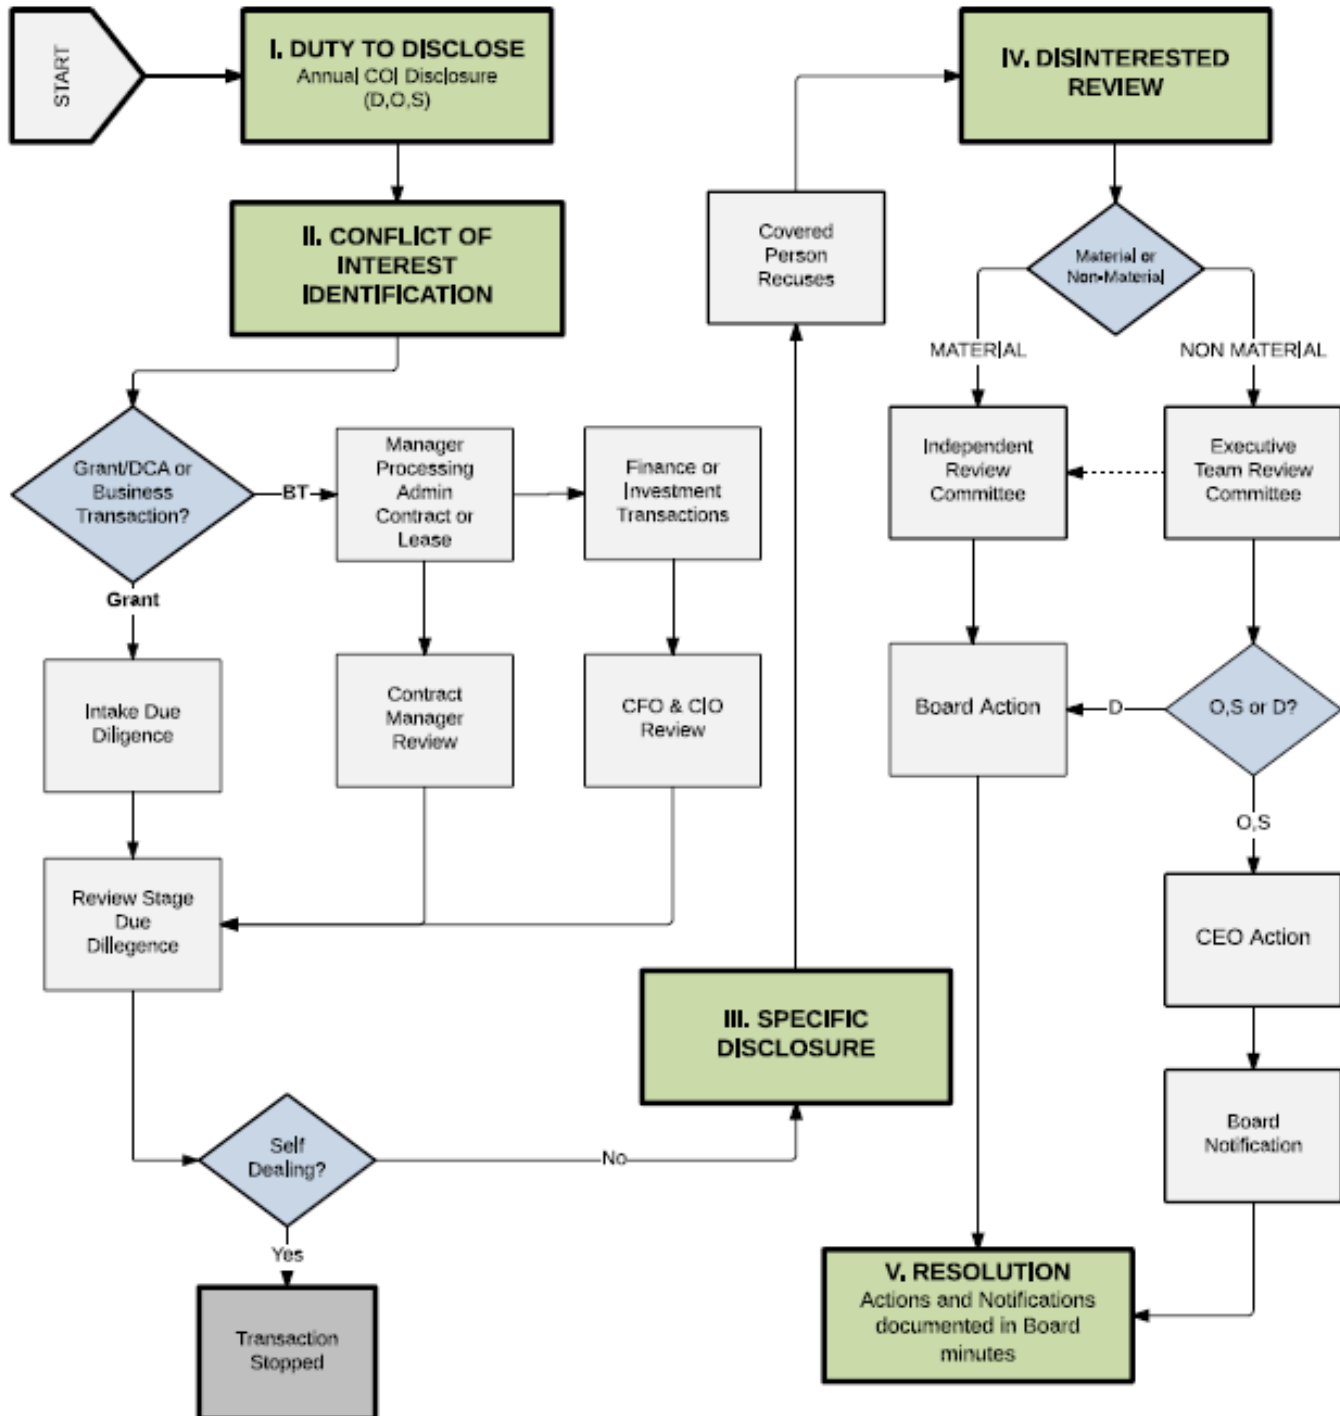 START
I. DUTY TO DISCLOSE
Annual COI Disclosure
(D,O,S)
II. CONFLICT OF
INTEREST
IDENTIFICATION
Grant/DCA or
Business
Transaction?
BT
Manager
Processing
Admin
Contract or
Lease
Finance or
Investment
Transactions
Grant
Intake Due
Diligence
Contract
Manager
Review
CFO & CIO
Review
Review Stage
Due
Dillegence
Self
Dealing?
No
Yes
Transaction
Stopped
III. SPECIFIC
DISCLOSURE
Covered
Person
Recuses
IV. DISINTERESTED
REVIEW
Material or
Non-Material
MATERIAL
NON MATERIAL
Independent
Review
Committee
Executive
Team Review
Committee
Board Action
D
O,S or D?
O,S
CEO Action
Board
Notification
V. RESOLUTION
Actions and Notifications
documented in Board
minutes